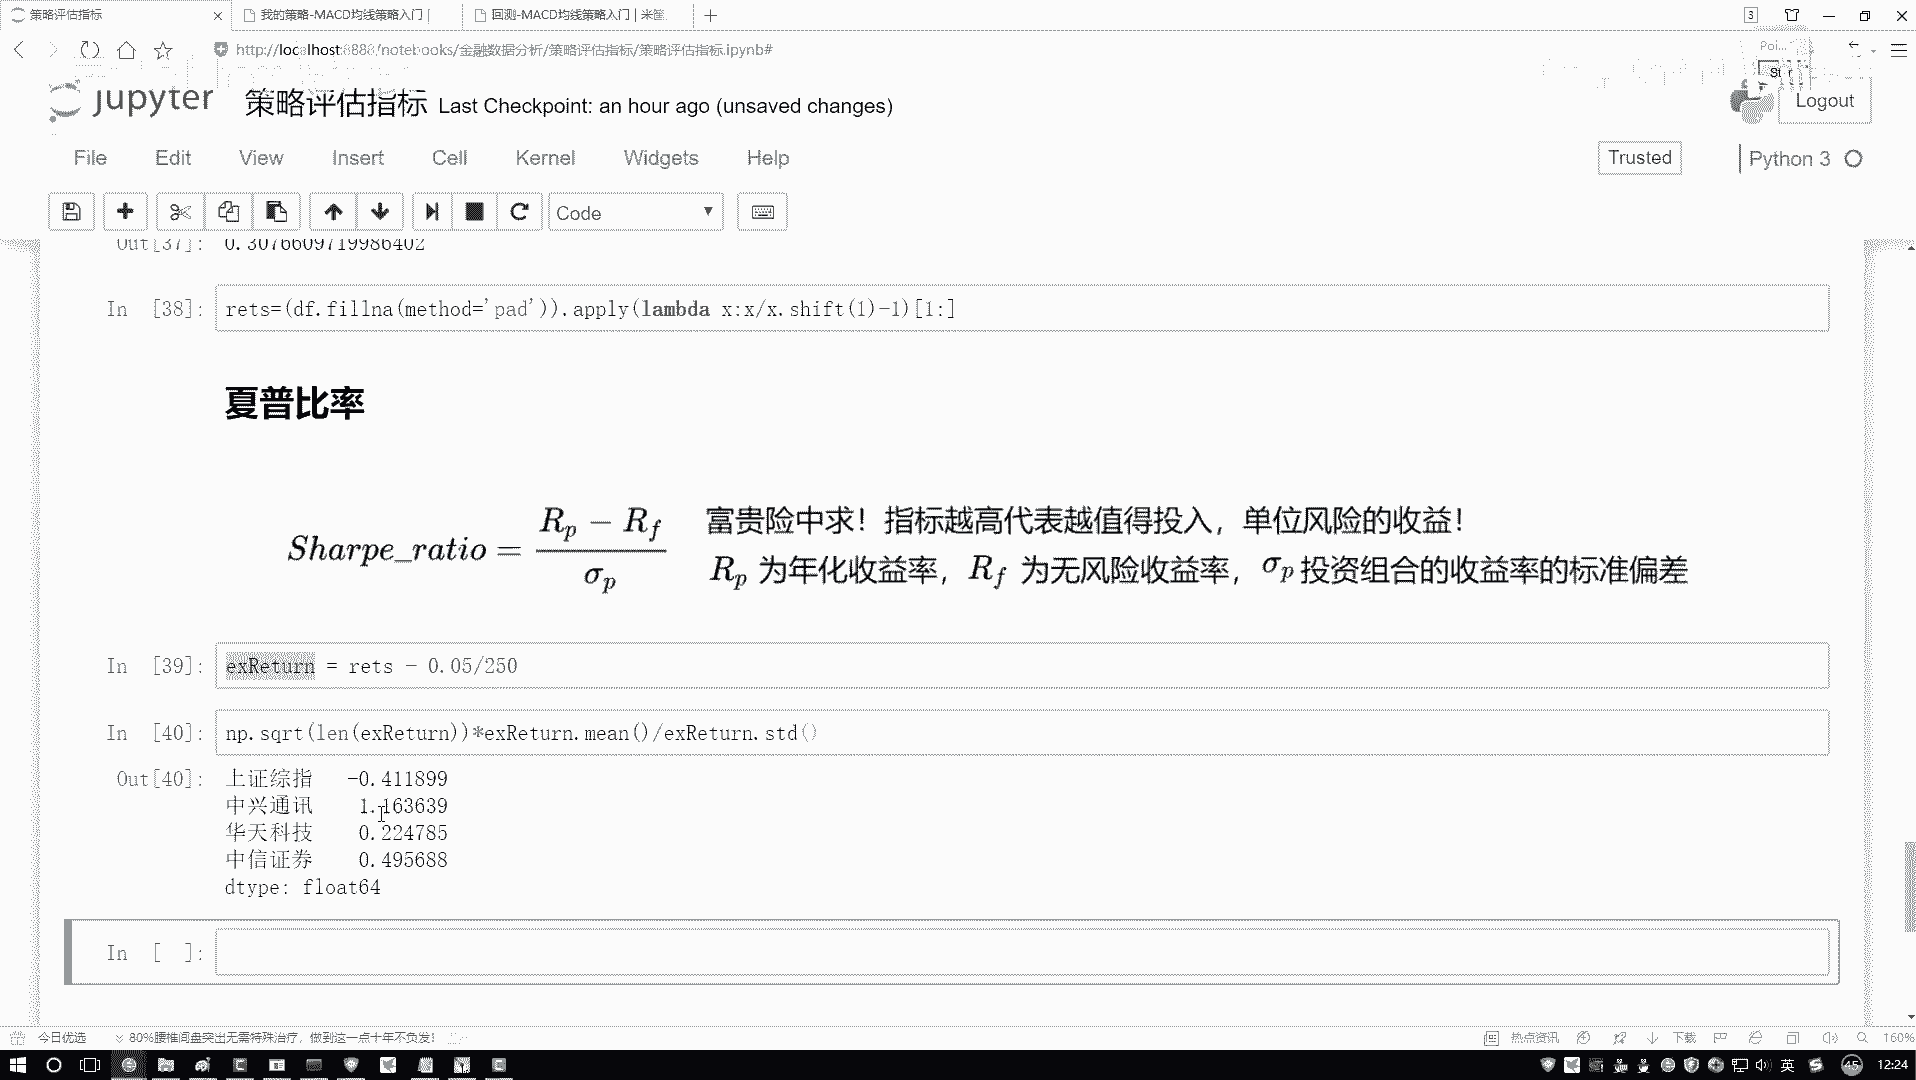 策略评估指标
我的策略-MACD均线策略入门 |
回测-MACD均线策略入门 | 米筐
3
http://localhost:8888/notebooks/金融数据分析/策略评估指标/策略评估指标.ipynb#
Poi...
jupyter 策略评估指标 Last Checkpoint: an hour ago (unsaved changes)
Logout
File Edit View Insert Cell Kernel Widgets Help
Trusted
Python 3
Code
Out[37]: 0.3076609719986402
In [38]: rets=(df.fillna(method='pad')).apply(lambda x:x/x.shift(1)-1)[1:]
夏普比率
Sharpe_ratio = (R_p − R_f) / σ_p
富贵险中求！指标越高代表越值得投入，单位风险的收益！
R_p 为年化收益率，R_f 为无风险收益率，σ_p 投资组合的收益率的标准偏差
In [39]: exReturn = rets - 0.05/250
In [40]: np.sqrt(len(exReturn))*exReturn.mean()/exReturn.std()
Out[40]: 上证综指 -0.411899
中兴通讯 1.163639
华天科技 0.224785
中信证券 0.495688
dtype: float64
In [ ]:
今日优选
80%腰椎间盘突出无需特殊治疗，做到这一点十年不负发！
热点资讯
下载
160%
英
45
12:24